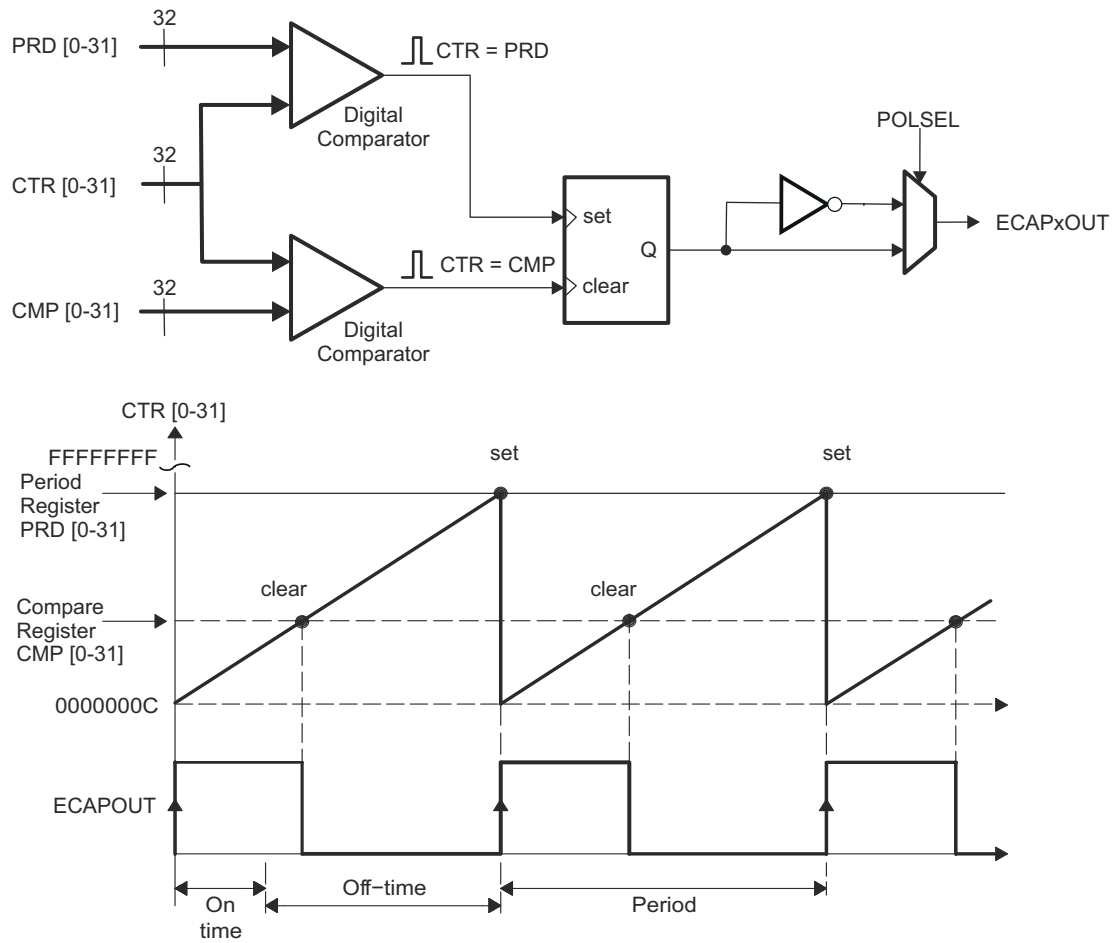 32
PRD [0-31]
CTR = PRD
Digital
Comparator
32
CTR [0-31]
POLSEL
set
Q
clear
ECAPxOUT
32
CMP [0-31]
CTR = CMP
Digital
Comparator
CTR [0-31]
FFFFFFFF
set
set
Period
Register
PRD [0-31]
clear
clear
Compare
Register
CMP [0-31]
0000000C
ECAPOUT
On
time
Off−time
Period